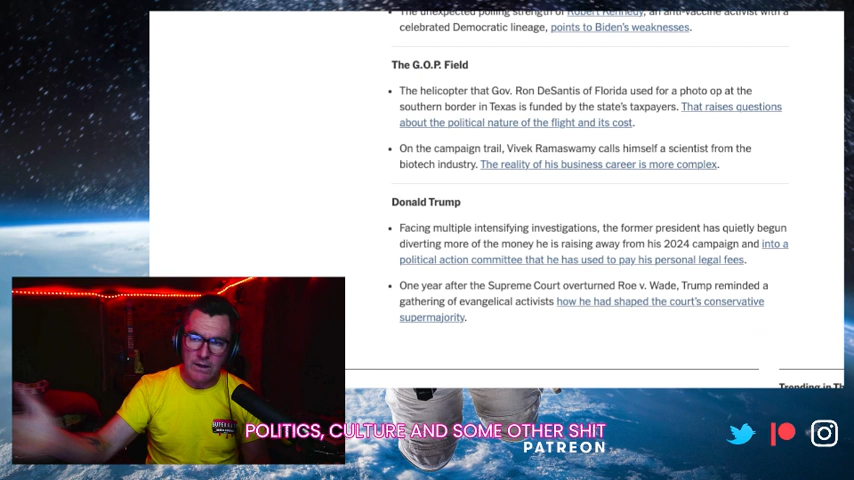 The unexpected polling strength of Robert Kennedy, an anti-vaccine activist with a
celebrated Democratic lineage, points to Biden's weaknesses.
The G.O.P. Field
The helicopter that Gov. Ron DeSantis of Florida used for a photo op at the
southern border in Texas is funded by the state's taxpayers. That raises questions
about the political nature of the flight and its cost.
On the campaign trail, Vivek Ramaswamy calls himself a scientist from the
biotech industry. The reality of his business career is more complex.
Donald Trump
Facing multiple intensifying investigations, the former president has quietly begun
diverting more of the money he is raising away from his 2024 campaign and into a
political action committee that he has used to pay his personal legal fees.
One year after the Supreme Court overturned Roe v. Wade, Trump reminded a
gathering of evangelical activists how he had shaped the court's conservative
supermajority.
Trending in Th
POLITICS, CULTURE AND SOME OTHER SHIT
PATREON